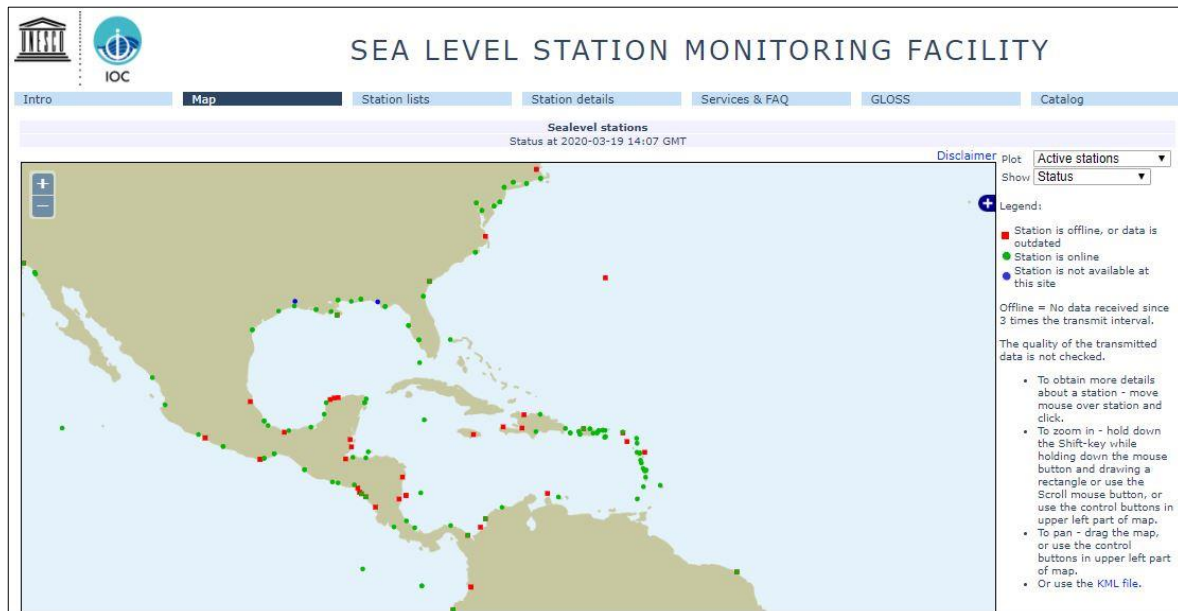 UNESCO
IOC
SEA LEVEL STATION MONITORING FACILITY
Intro
Map
Station lists
Station details
Services & FAQ
GLOSS
Catalog
Sealevel stations
Status at 2020-03-19 14:07 GMT
Disclaimer
Plot Active stations
Show Status
+
−
+
Legend:
Station is offline, or data is
outdated
Station is online
Station is not available at
this site
Offline = No data received since
3 times the transmit interval.
The quality of the transmitted
data is not checked.
• To obtain more details
about a station - move
mouse over station and
click.
• To zoom in - hold down
the Shift-key while
holding down the mouse
button and drawing a
rectangle or use the
Scroll mouse button, or
use the control buttons in
upper left part of map.
• To pan - drag the map,
or use the control
buttons in upper left part
of map.
• Or use the KML file.